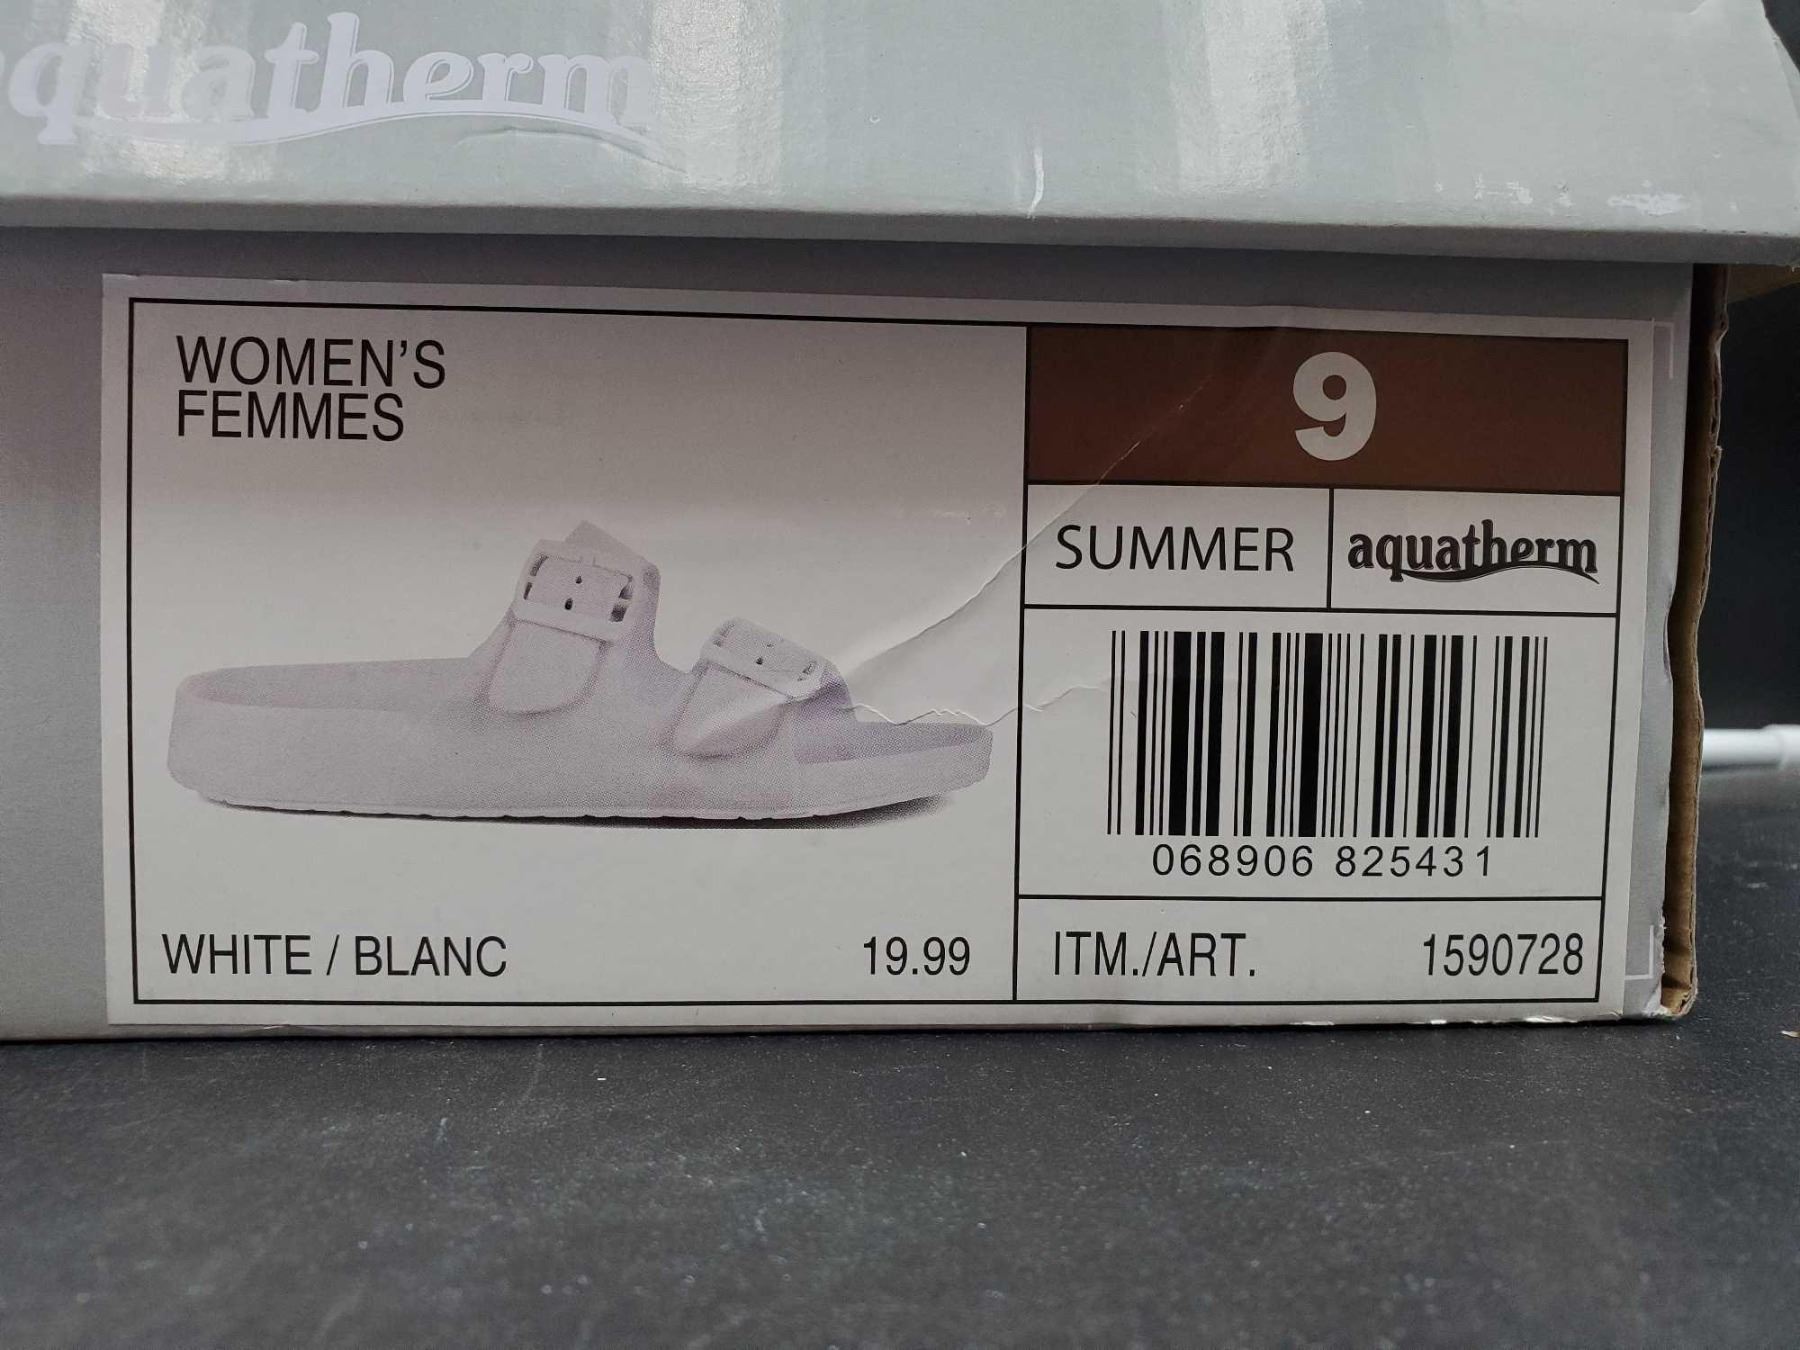 aquatherm
WOMEN'S
FEMMES
9
SUMMER
aquatherm
068906 825431
WHITE / BLANC
19.99
ITM./ART.
1590728